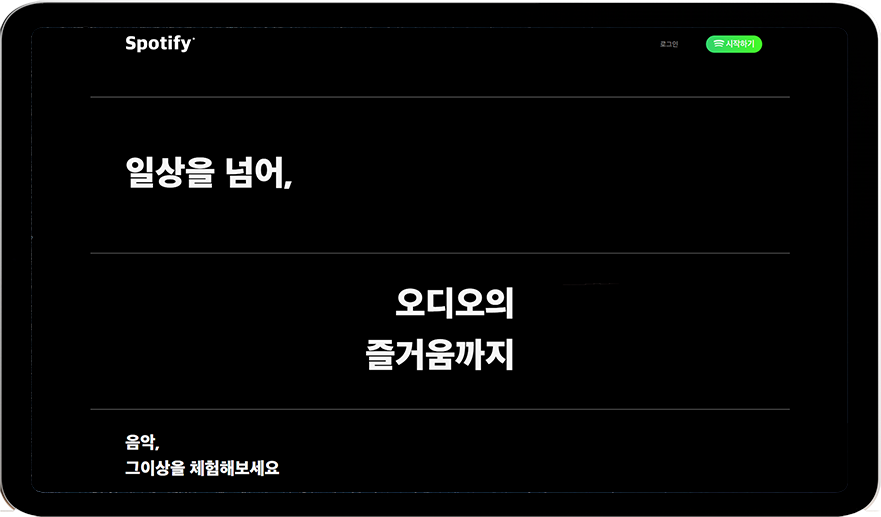 Spotify
로그인
시작하기
일상을 넘어,
오디오의
즐거움까지
음악,
그이상을 체험해보세요